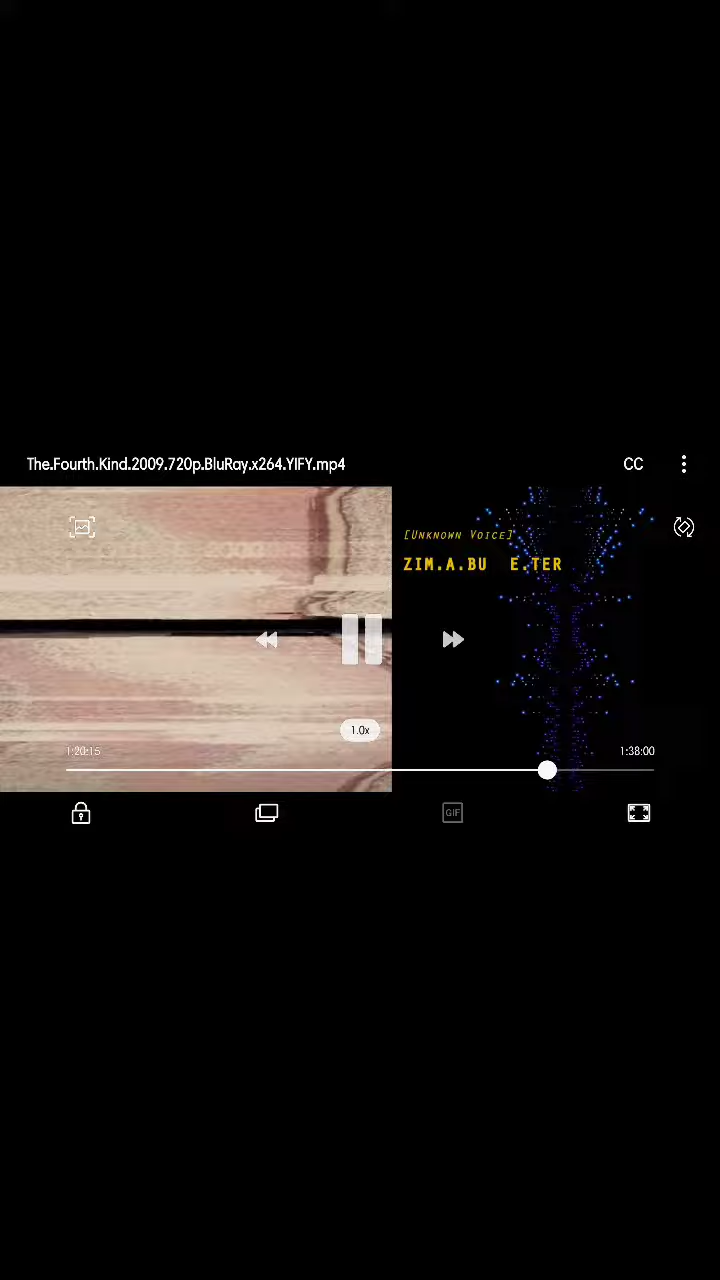 The.Fourth.Kind.2009.720p.BluRay.x264.YIFY.mp4
CC
[Unknown Voice]
ZIM.A.BU E.TER
1.0x
1:20:15
1:38:00
GIF